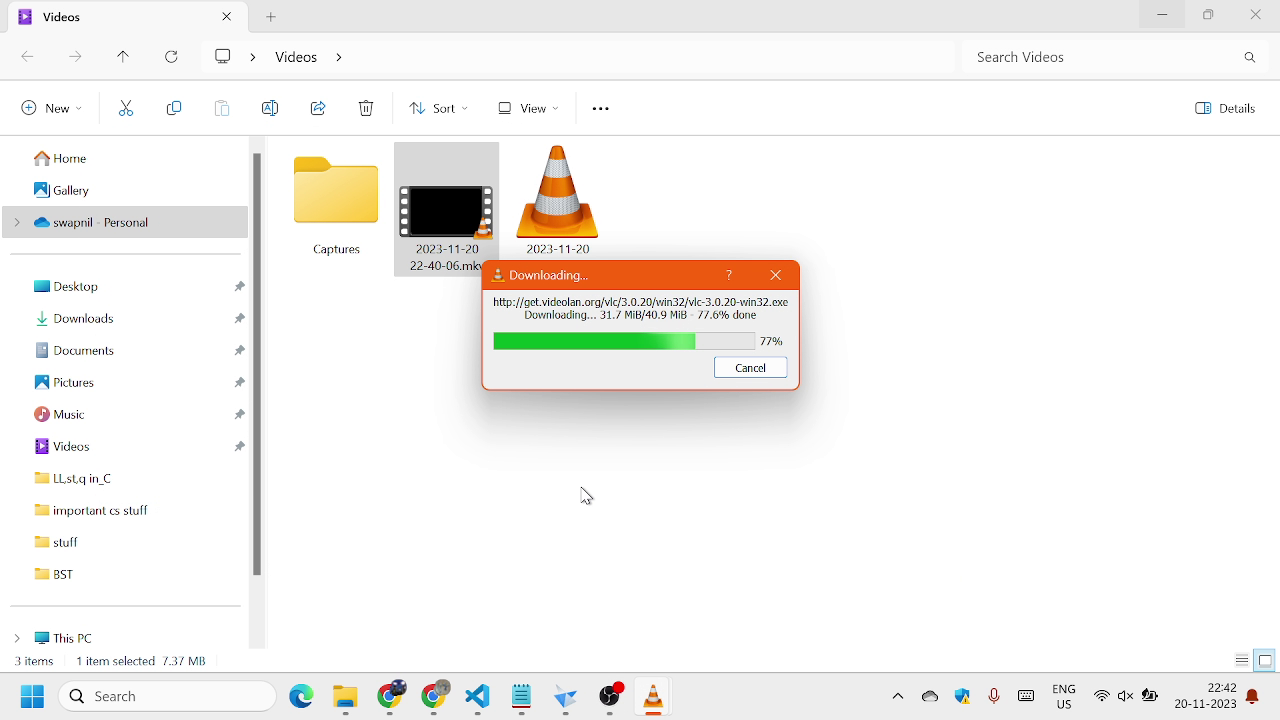 Videos
Videos
Search Videos
New
Sort
View
Details
Home
Gallery
swapnil - Personal
Desktop
Downloads
Documents
Pictures
Music
Videos
LL,st,q in_C
important cs stuff
stuff
BST
This PC
Captures
2023-11-20
22-40-06.mkv
2023-11-20
Downloading...
?
http://get.videolan.org/vlc/3.0.20/win32/vlc-3.0.20-win32.exe
Downloading... 31.7 MiB/40.9 MiB - 77.6% done
77%
Cancel
3 items
1 item selected 7.37 MB
Search
ENG
US
22:42
20-11-2023